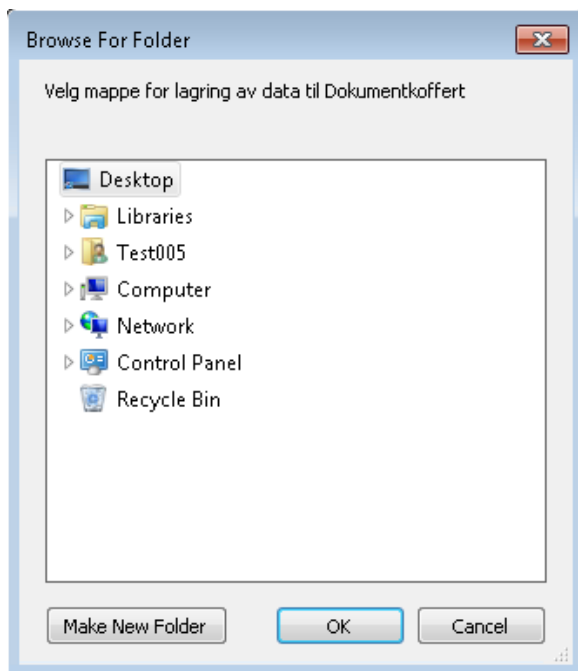 Browse For Folder
Velg mappe for lagring av data til Dokumentkoffert
Desktop
Libraries
Test005
Computer
Network
Control Panel
Recycle Bin
Make New Folder
OK
Cancel